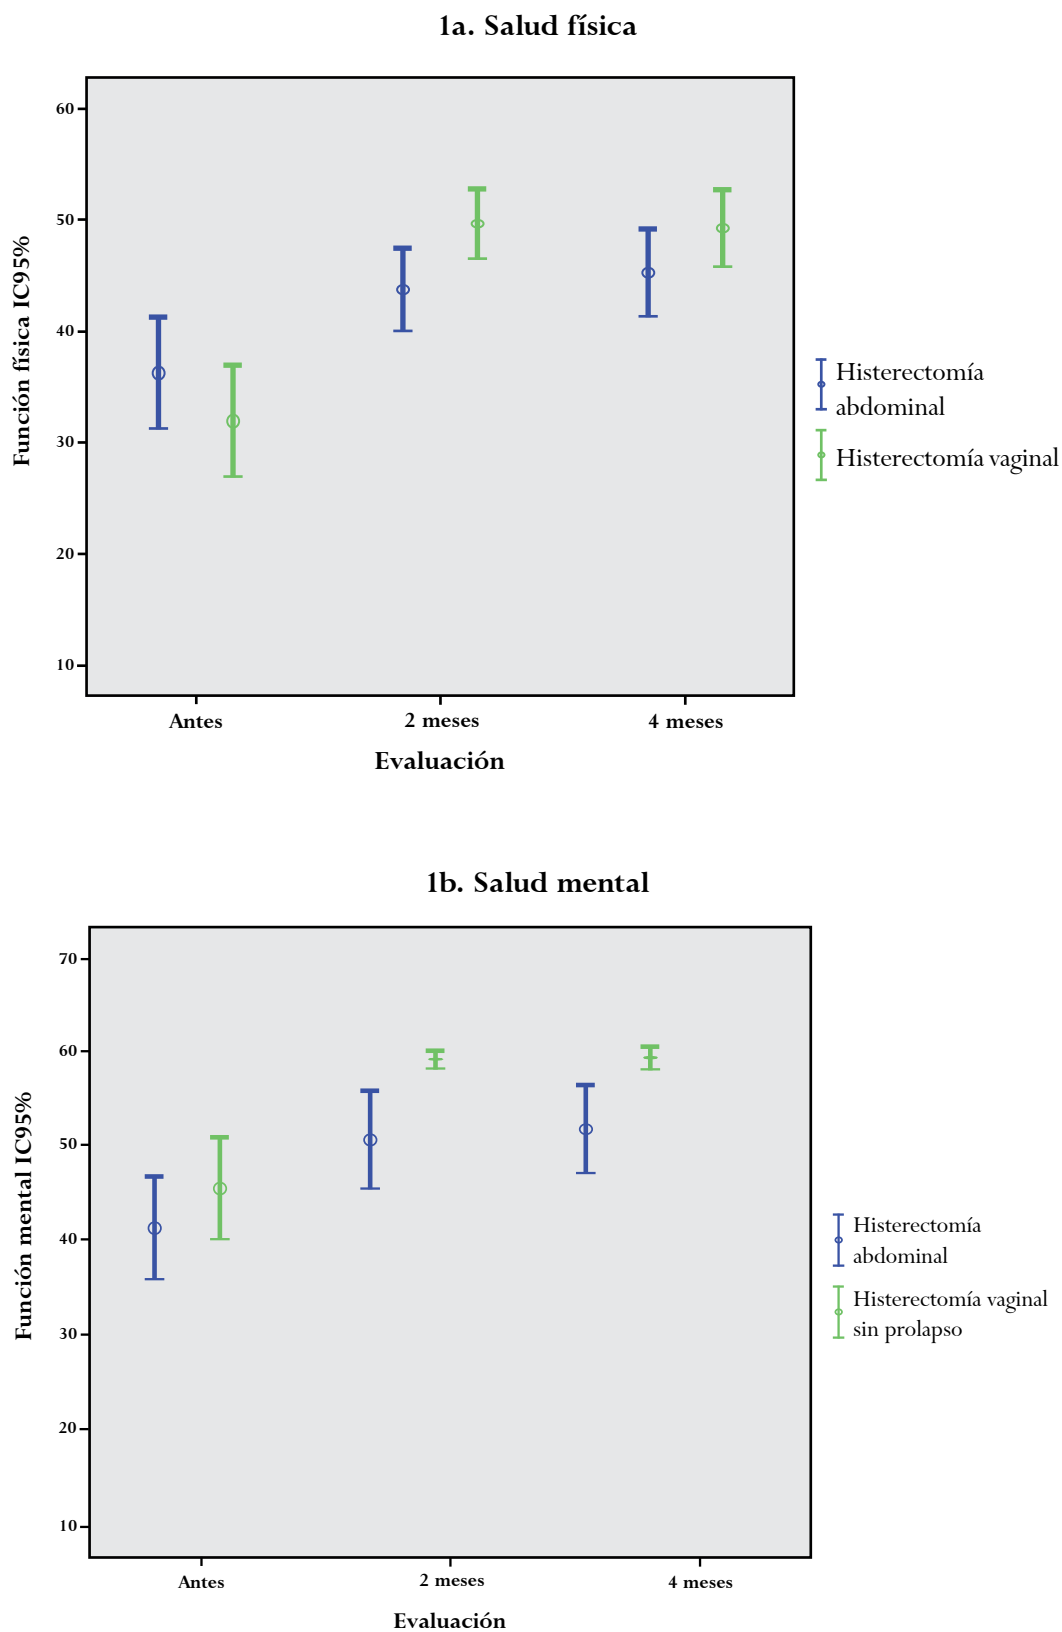 1a. Salud física
Función física IC95%
60
50
40
30
20
10
Antes
2 meses
4 meses
Evaluación
Histerectomía
abdominal
Histerectomía vaginal
1b. Salud mental
Función mental IC95%
70
60
50
40
30
20
10
Antes
2 meses
4 meses
Evaluación
Histerectomía
abdominal
Histerectomía vaginal
sin prolapso